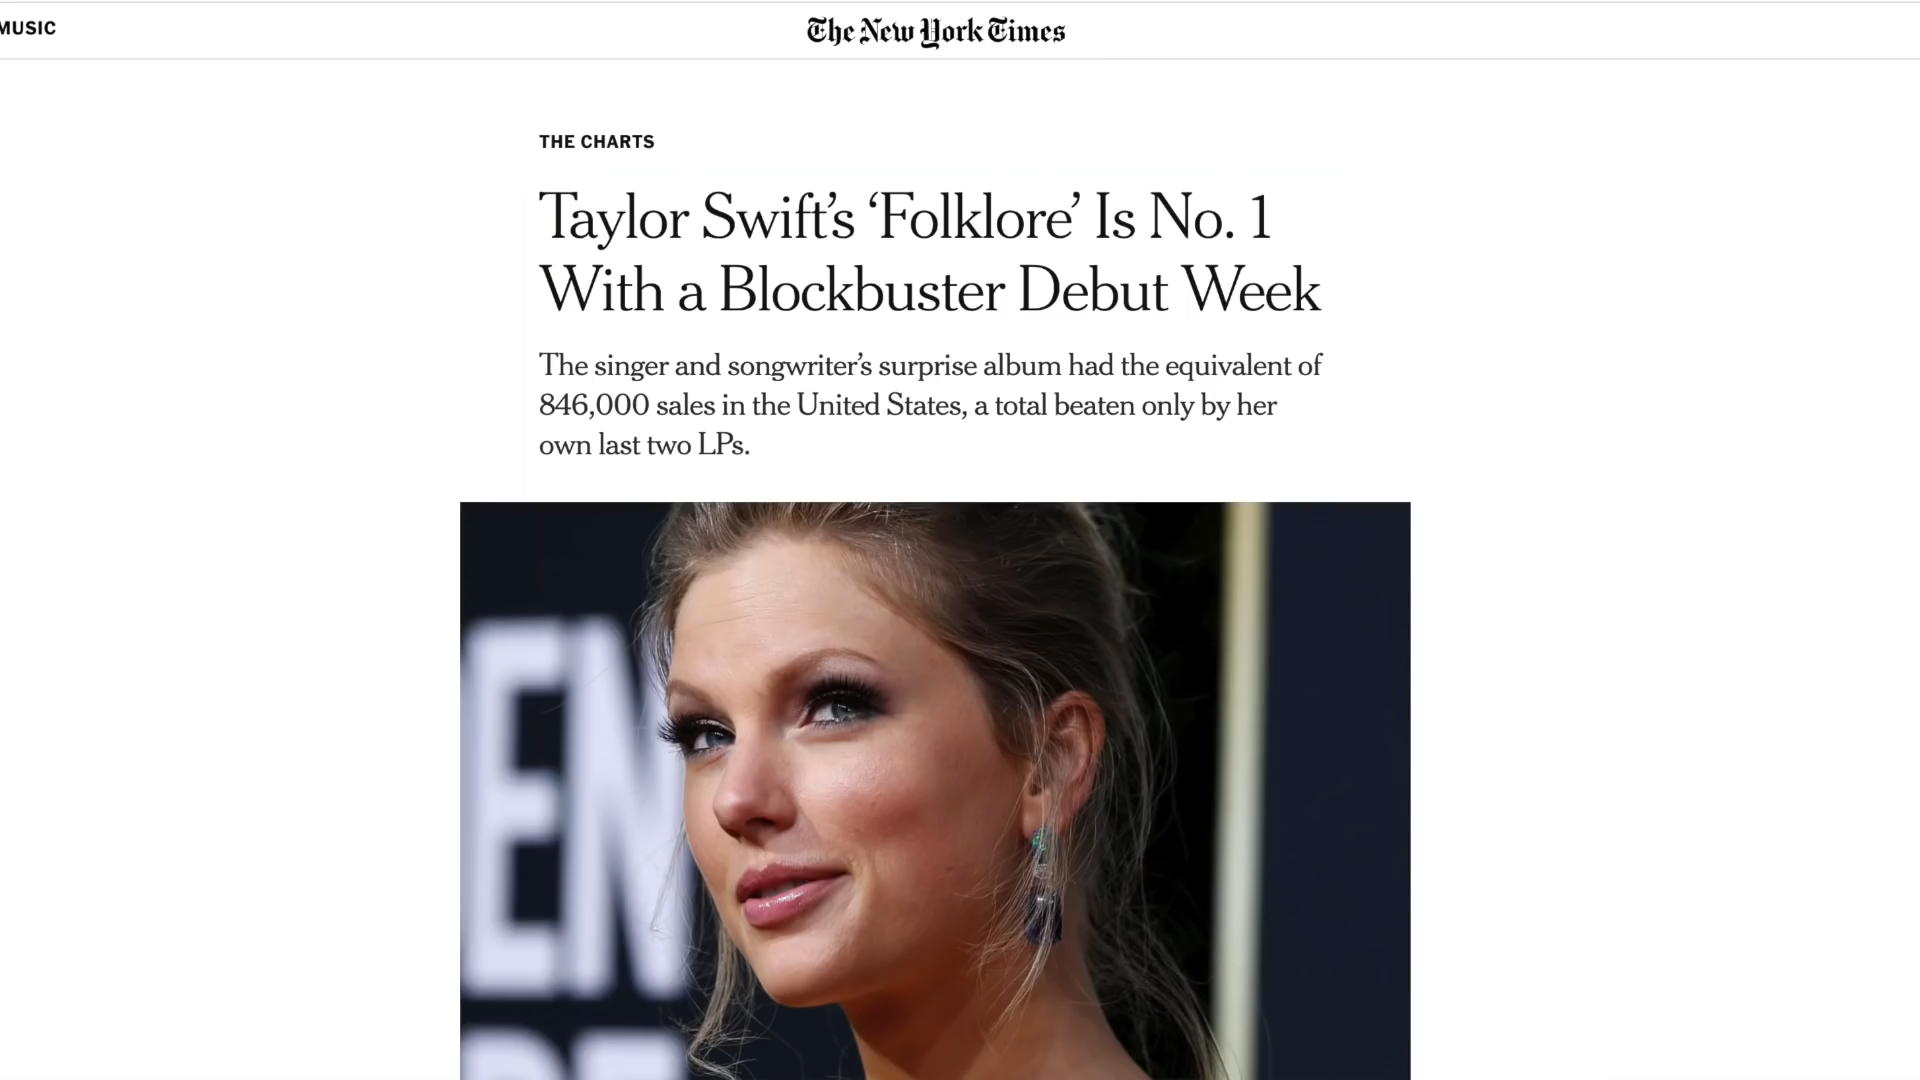 MUSIC
The New York Times
THE CHARTS
Taylor Swift’s ‘Folklore’ Is No. 1
With a Blockbuster Debut Week
The singer and songwriter’s surprise album had the equivalent of
846,000 sales in the United States, a total beaten only by her
own last two LPs.
EN